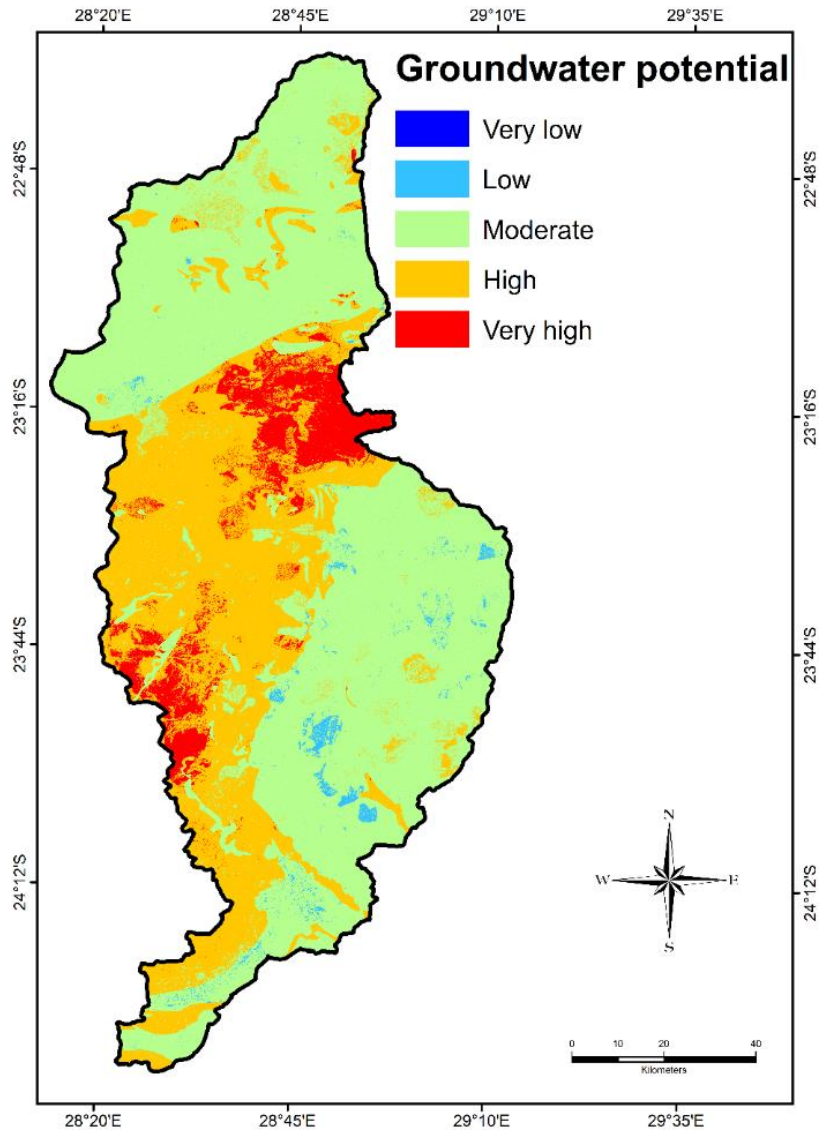 28°20'E 28°45'E 29°10'E 29°35'E
Groundwater potential
Very low
Low
Moderate
High
Very high
22°48'S 22°48'S
23°16'S 23°16'S
23°44'S 23°44'S
24°12'S 24°12'S
N
W E
S
0 10 20 40
Kilometers
28°20'E 28°45'E 29°10'E 29°35'E